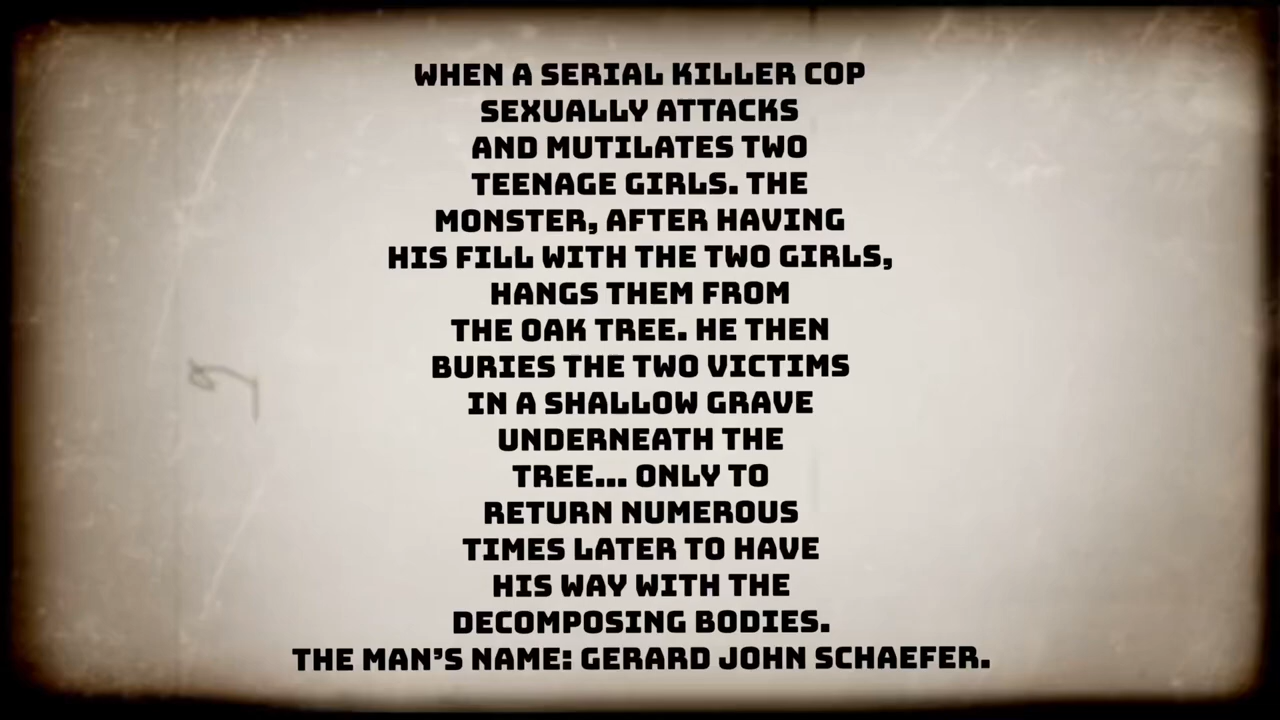 WHEN A SERIAL KILLER COP
SEXUALLY ATTACKS
AND MUTILATES TWO
TEENAGE GIRLS. THE
MONSTER, AFTER HAVING
HIS FILL WITH THE TWO GIRLS,
HANGS THEM FROM
THE OAK TREE. HE THEN
BURIES THE TWO VICTIMS
IN A SHALLOW GRAVE
UNDERNEATH THE
TREE... ONLY TO
RETURN NUMEROUS
TIMES LATER TO HAVE
HIS WAY WITH THE
DECOMPOSING BODIES.
THE MAN'S NAME: GERARD JOHN SCHAEFER.